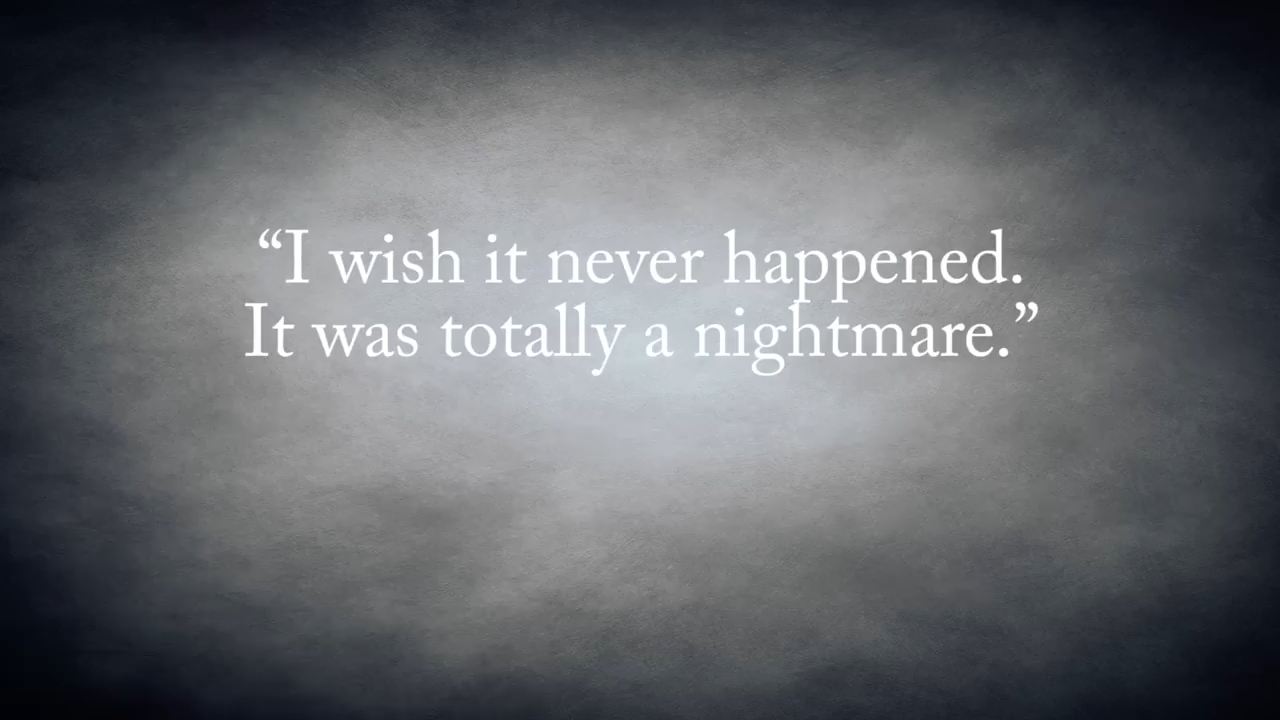 “I wish it never happened.
It was totally a nightmare.”